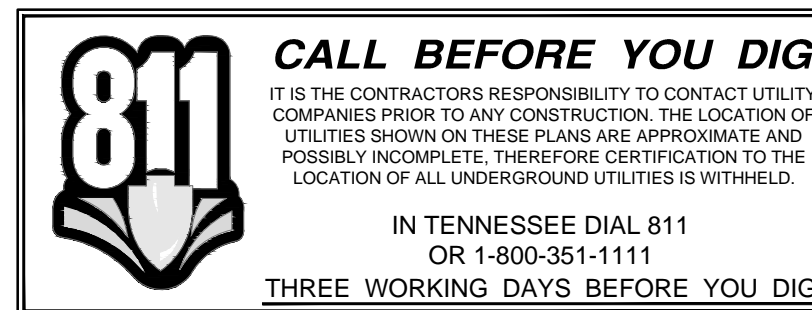 811
CALL BEFORE YOU DIG
IT IS THE CONTRACTORS RESPONSIBILITY TO CONTACT UTILITY
COMPANIES PRIOR TO ANY CONSTRUCTION. THE LOCATION OF
UTILITIES SHOWN ON THESE PLANS ARE APPROXIMATE AND
POSSIBLY INCOMPLETE, THEREFORE CERTIFICATION TO THE
LOCATION OF ALL UNDERGROUND UTILITIES IS WITHHELD.
IN TENNESSEE DIAL 811
OR 1-800-351-1111
THREE WORKING DAYS BEFORE YOU DIG